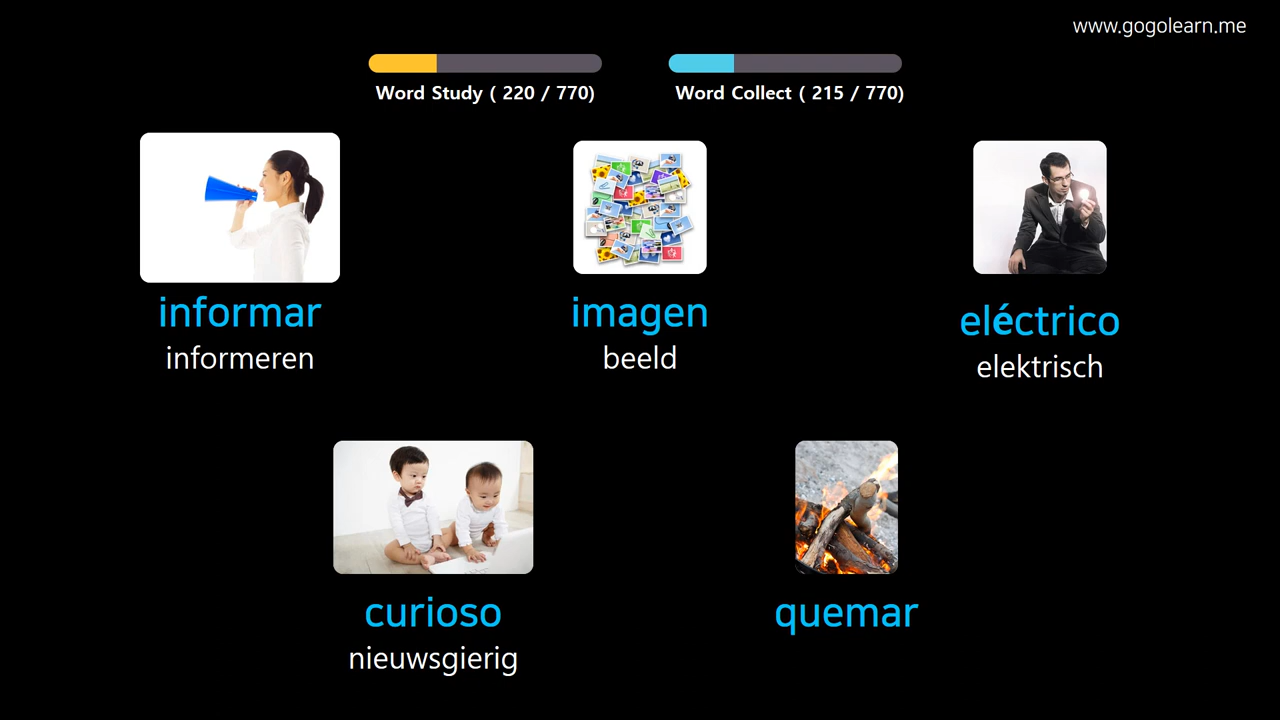 www.gogolearn.me
Word Study ( 220 / 770)
Word Collect ( 215 / 770)
informar
informeren
imagen
beeld
eléctrico
elektrisch
curioso
nieuwsgierig
quemar